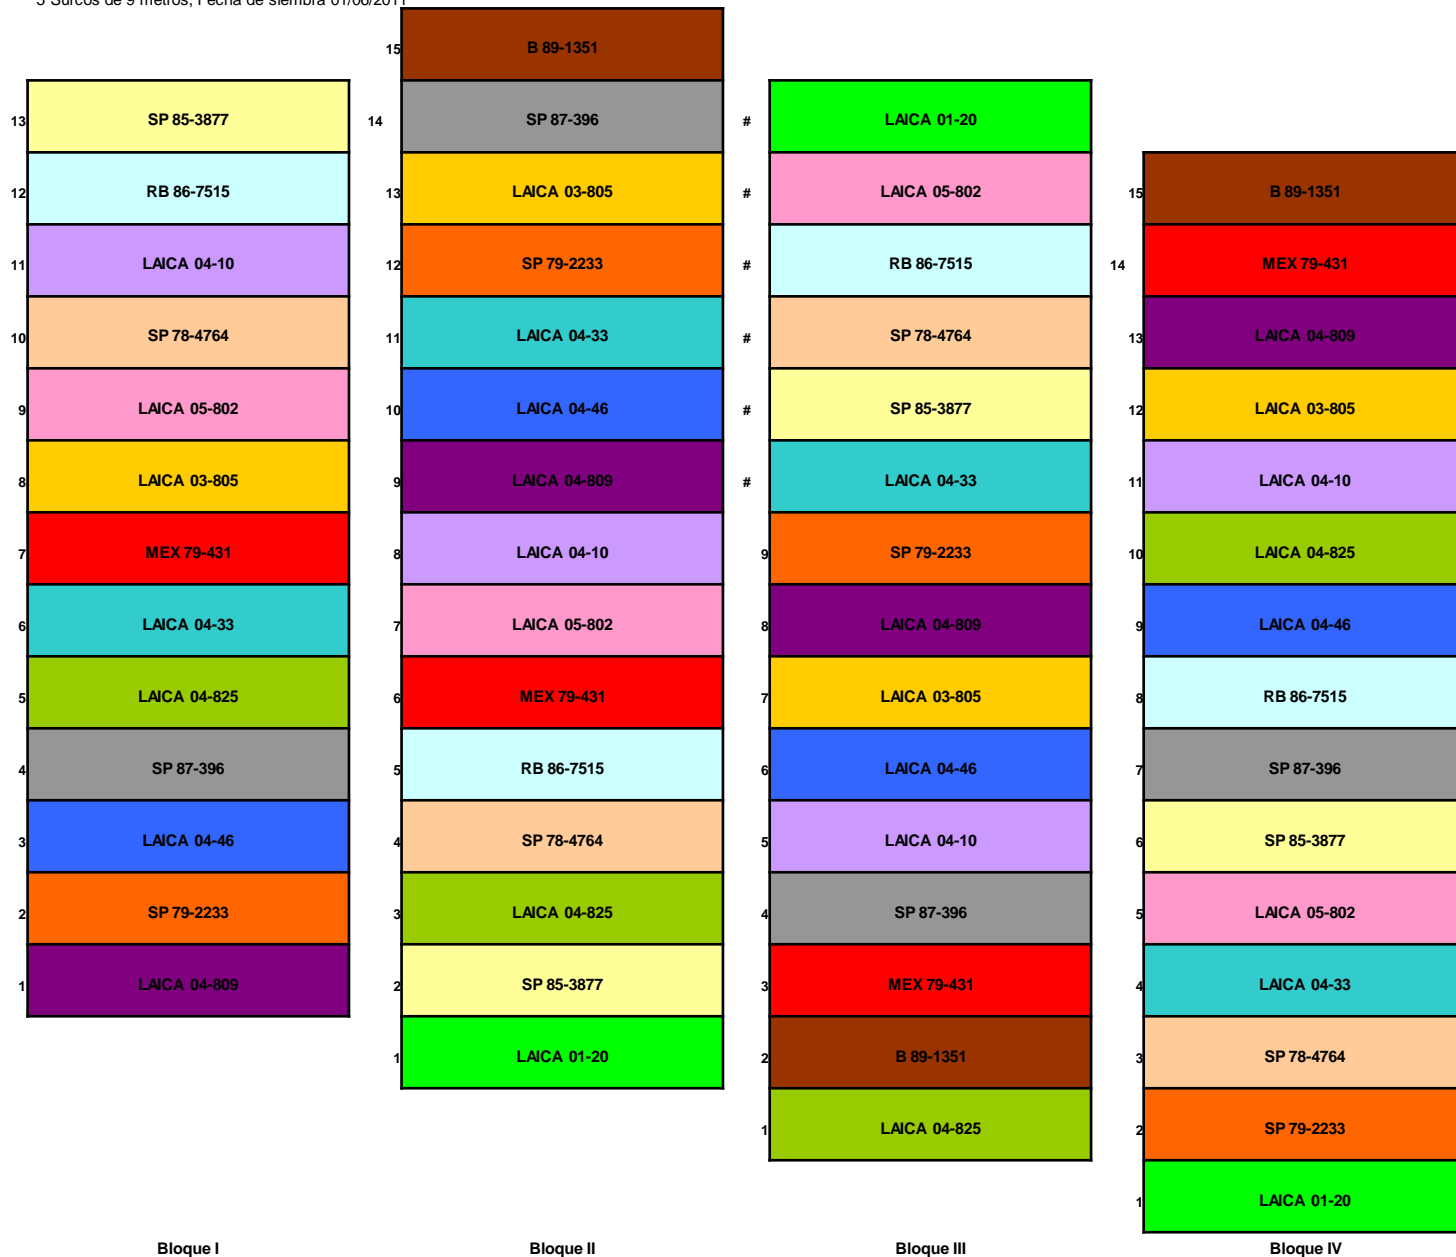 5 Surcos de 9 metros, Fecha de siembra 01/06/2011
15 B 89-1351
13 SP 85-3877 14 SP 87-396 # LAICA 01-20
12 RB 86-7515 13 LAICA 03-805 # LAICA 05-802 15 B 89-1351
11 LAICA 04-10 12 SP 79-2233 # RB 86-7515 14 MEX 79-431
10 SP 78-4764 11 LAICA 04-33 # SP 78-4764 13 LAICA 04-809
9 LAICA 05-802 10 LAICA 04-46 # SP 85-3877 12 LAICA 03-805
8 LAICA 03-805 9 LAICA 04-809 # LAICA 04-33 11 LAICA 04-10
7 MEX 79-431 8 LAICA 04-10 9 SP 79-2233 10 LAICA 04-825
6 LAICA 04-33 7 LAICA 05-802 8 LAICA 04-809 9 LAICA 04-46
5 LAICA 04-825 6 MEX 79-431 7 LAICA 03-805 8 RB 86-7515
4 SP 87-396 5 RB 86-7515 6 LAICA 04-46 7 SP 87-396
3 LAICA 04-46 4 SP 78-4764 5 LAICA 04-10 6 SP 85-3877
2 SP 79-2233 3 LAICA 04-825 4 SP 87-396 5 LAICA 05-802
1 LAICA 04-809 2 SP 85-3877 3 MEX 79-431 4 LAICA 04-33
1 LAICA 01-20 2 B 89-1351 3 SP 78-4764
1 LAICA 04-825 2 SP 79-2233
1 LAICA 01-20
Bloque I Bloque II Bloque III Bloque IV